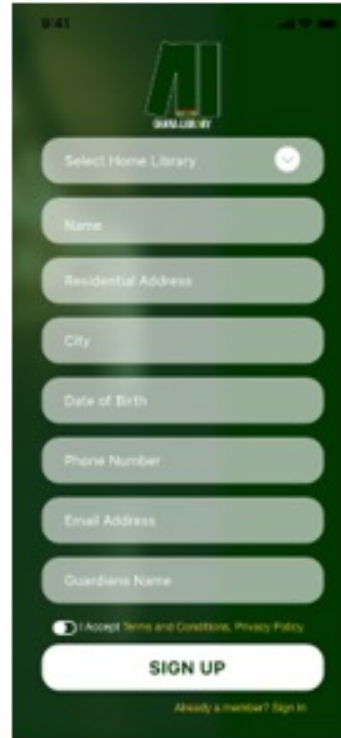 9:41
Select Home Library
Name
Residential Address
City
Date of Birth
Phone Number
Email Address
Guardians Name
I Accept Terms and Conditions, Privacy Policy.
SIGN UP
Already a member? Sign In